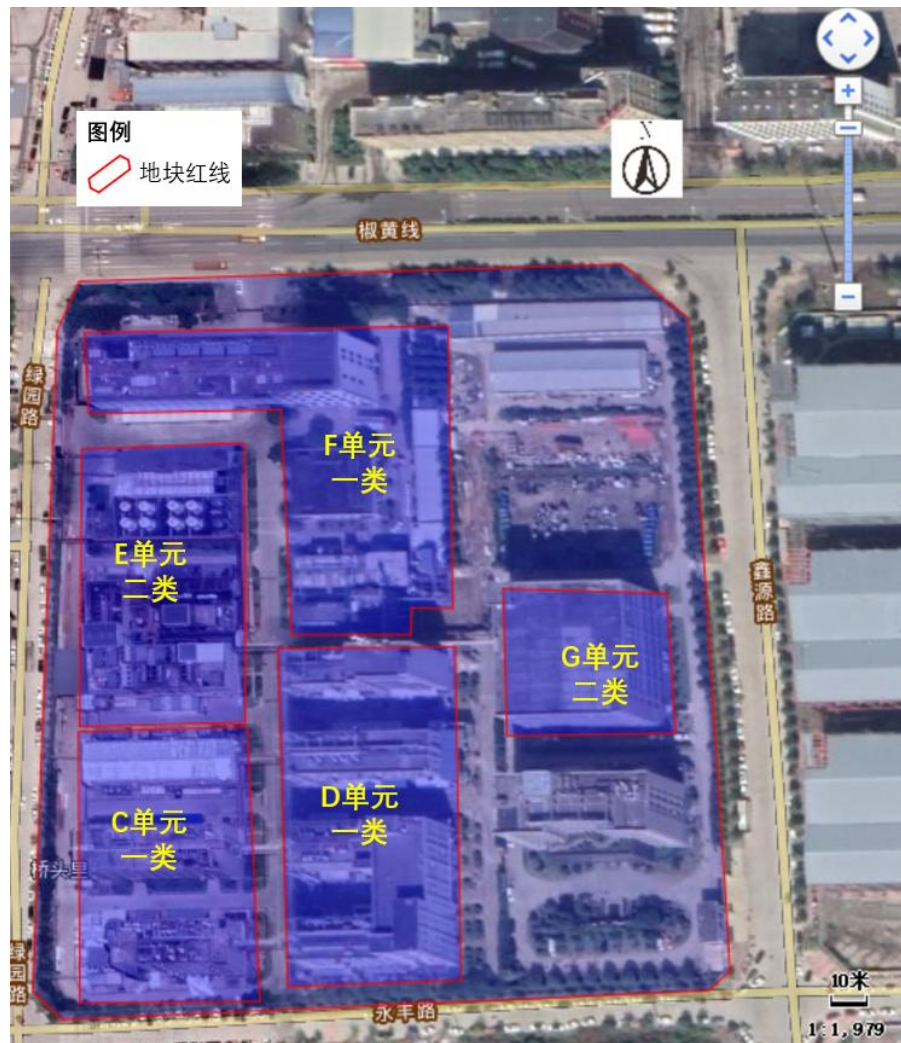 图例
地块红线
N
椒黄线
绿园路
F单元
一类
E单元
二类
鑫源路
G单元
二类
D单元
一类
C单元
一类
桥头里
绿园路
永丰路
10米
1:1,979